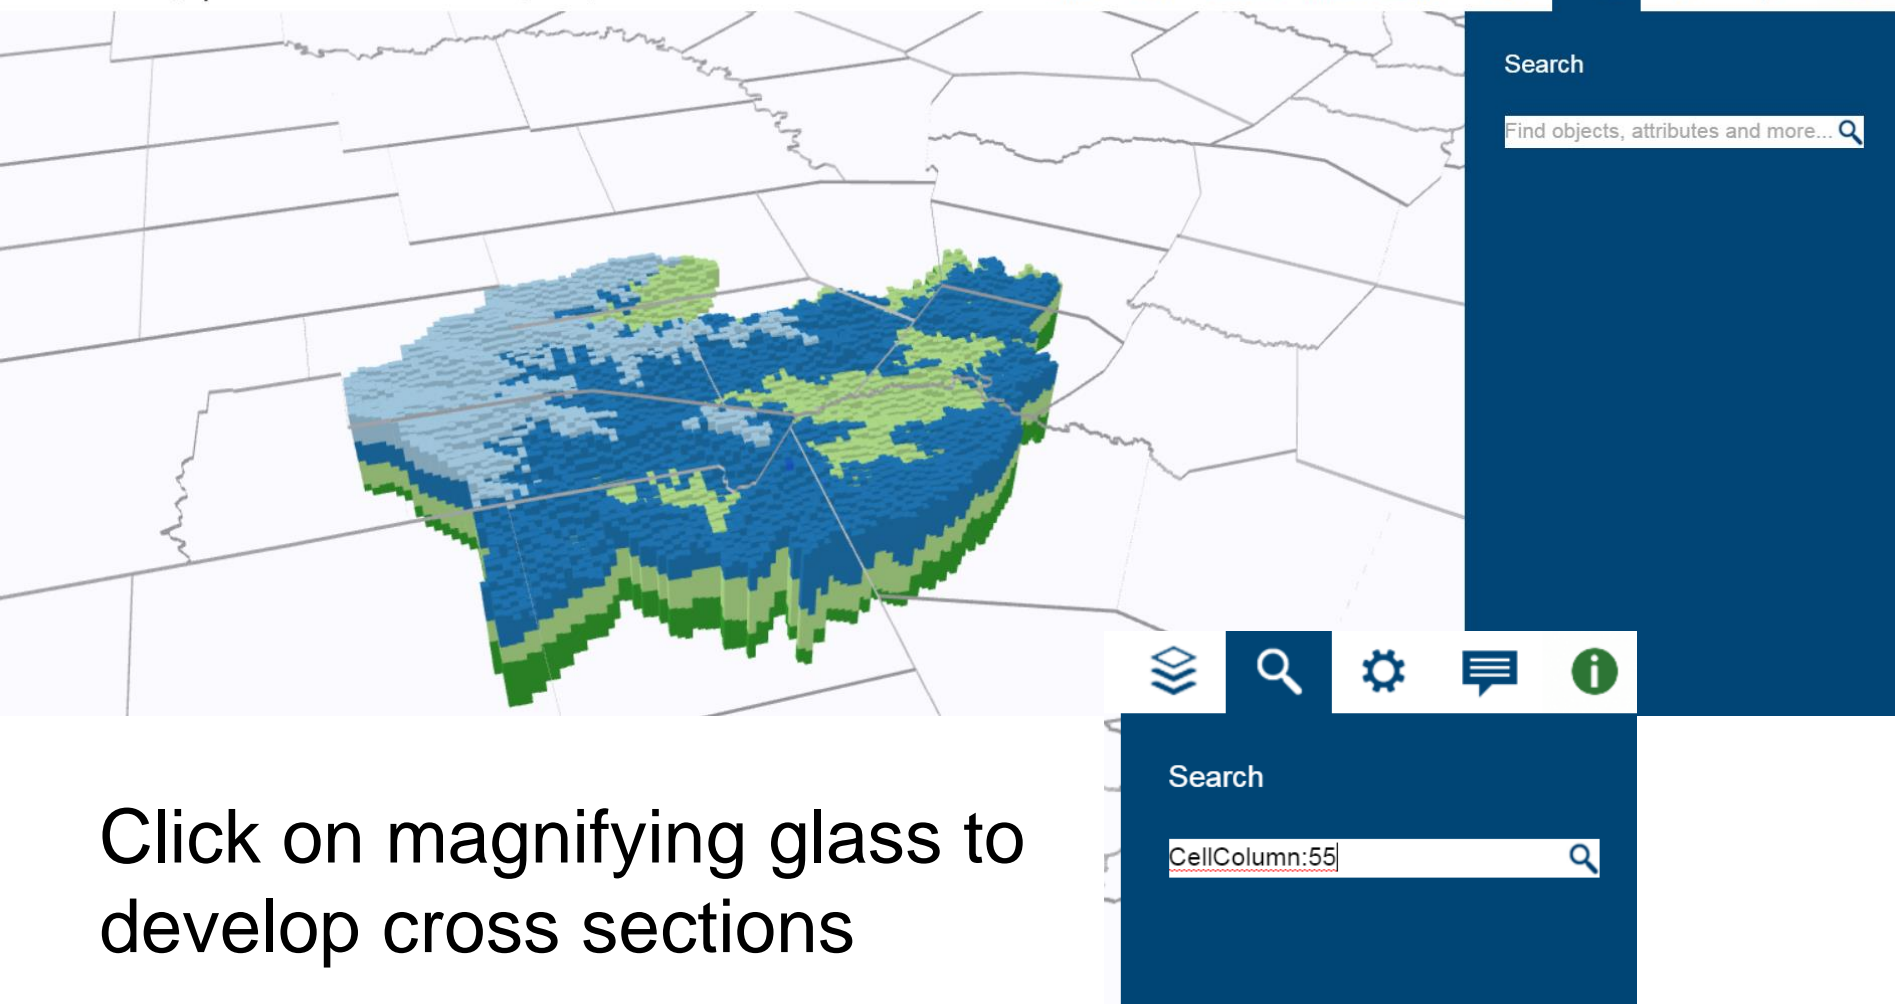 Search
Find objects, attributes and more...
Search
CellColumn:55
Click on magnifying glass to
develop cross sections